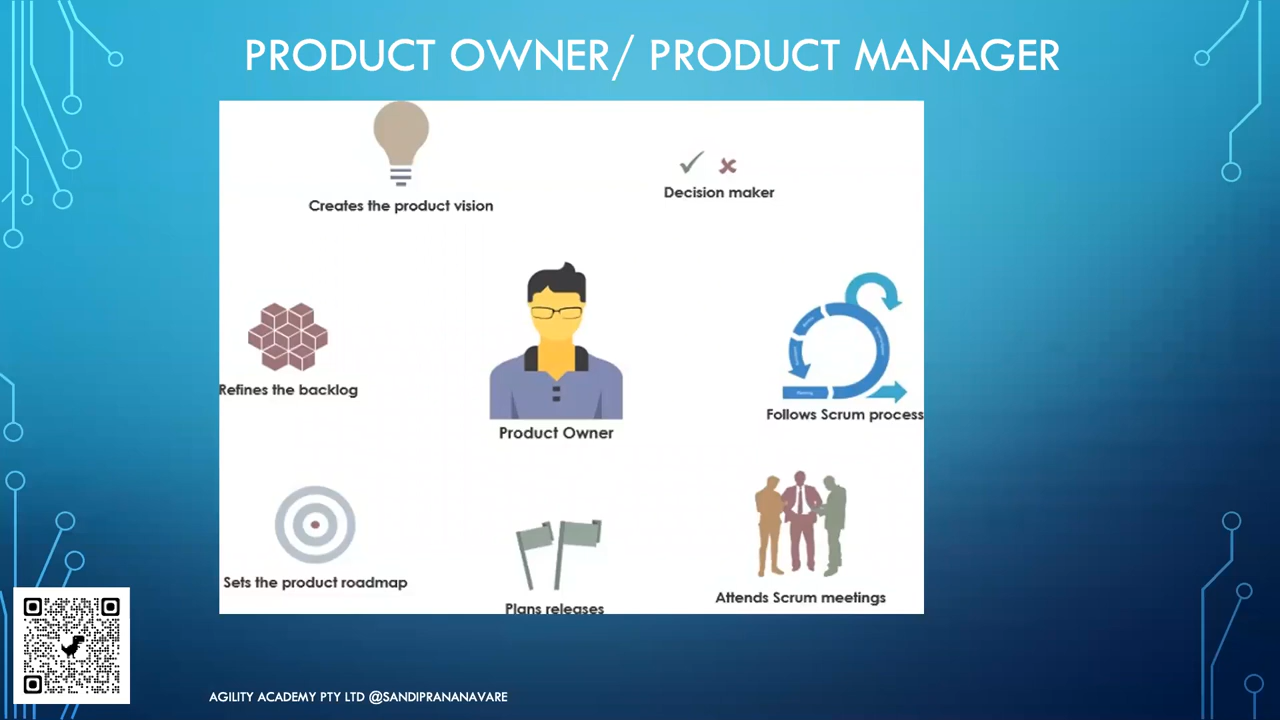 PRODUCT OWNER/ PRODUCT MANAGER
Creates the product vision
Decision maker
Refines the backlog
Product Owner
Follows Scrum process
Sets the product roadmap
Plans releases
Attends Scrum meetings
AGILITY ACADEMY PTY LTD @SANDIPRANANAVARE